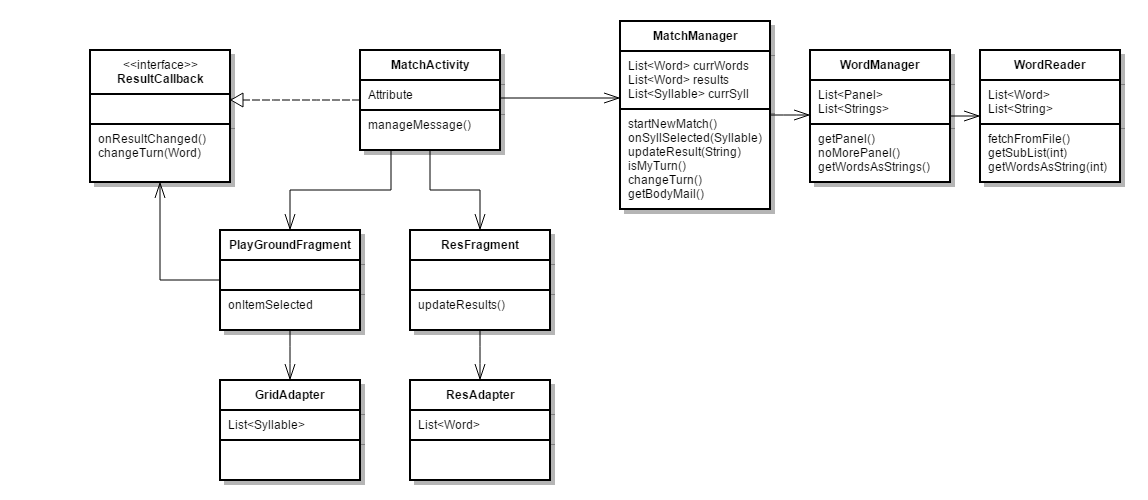 <<interface>>
ResultCallback
onResultChanged()
changeTurn(Word)
MatchActivity
Attribute
manageMessage()
MatchManager
List<Word> currWords
List<Word> results
List<Syllable> currSyll
startNewMatch()
onSyllSelected(Syllable)
updateResult(String)
isMyTurn()
changeTurn()
getBodyMail()
WordManager
List<Panel>
List<Strings>
getPanel()
noMorePanel()
getWordsAsStrings()
WordReader
List<Word>
List<String>
fetchFromFile()
getSubList(int)
getWordsAsString(int)
PlayGroundFragment
onItemSelected
ResFragment
updateResults()
GridAdapter
List<Syllable>
ResAdapter
List<Word>